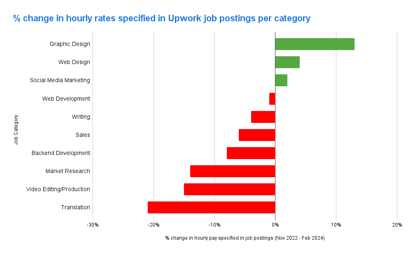 % change in hourly rates specified in Upwork job postings per category
Graphic Design
Web Design
Social Media Marketing
Web Development
Writing
Sales
Backend Development
Market Research
Video Editing/Production
Translation
Job Category
-30%
-20%
-10%
0%
10%
20%
% change in hourly pay specified in job postings (Nov 2022 - Feb 2024)